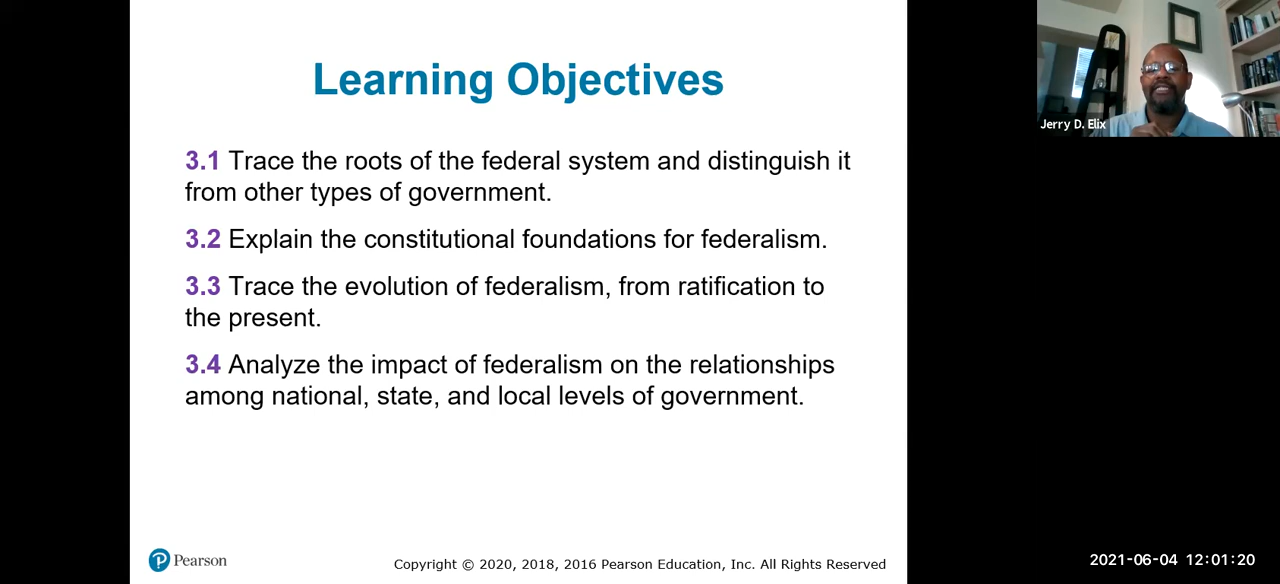 Learning Objectives
3.1 Trace the roots of the federal system and distinguish it
from other types of government.
3.2 Explain the constitutional foundations for federalism.
3.3 Trace the evolution of federalism, from ratification to
the present.
3.4 Analyze the impact of federalism on the relationships
among national, state, and local levels of government.
Pearson
Copyright © 2020, 2018, 2016 Pearson Education, Inc. All Rights Reserved
Jerry D. Elix
2021-06-04 12:01:20